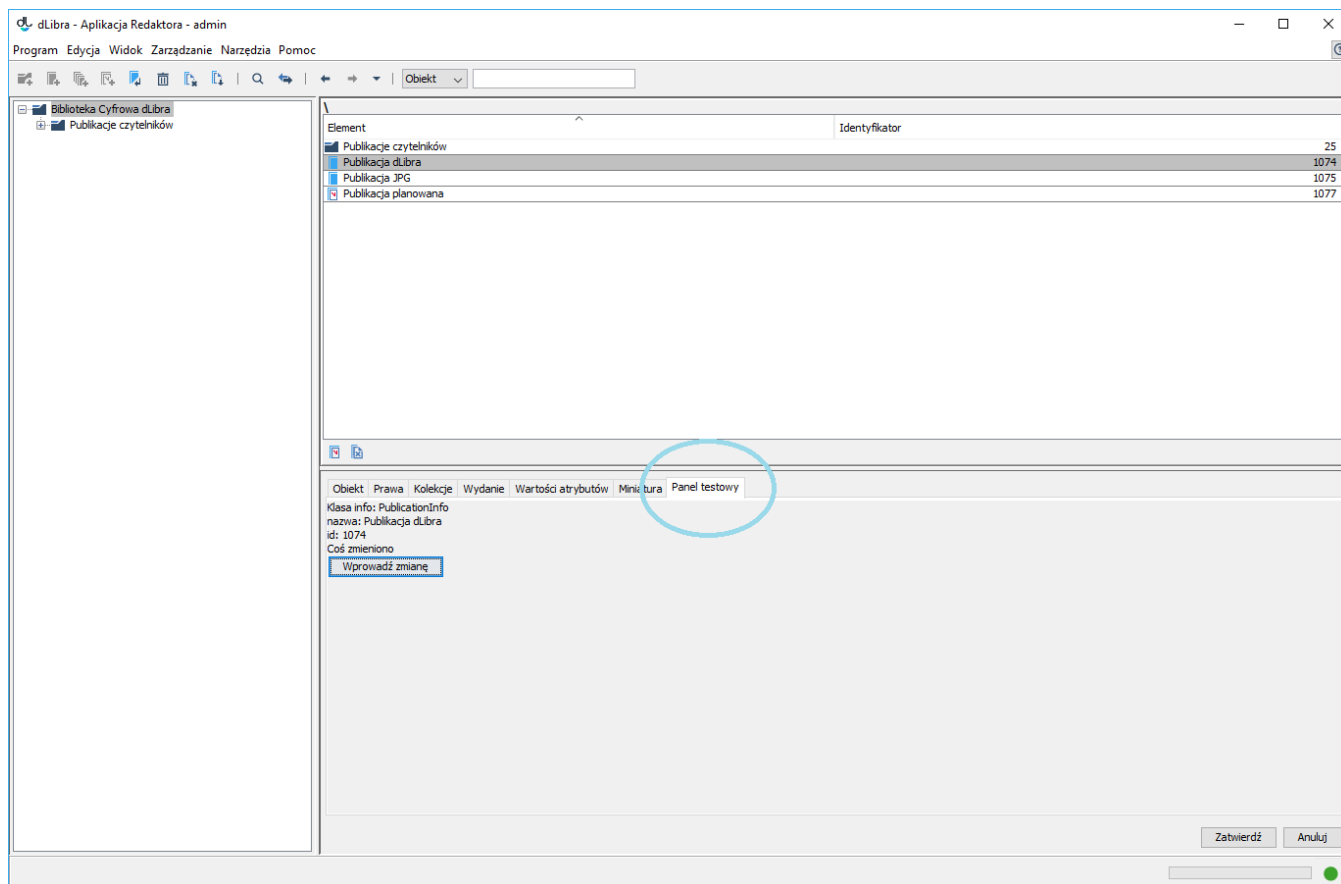 dLibra - Aplikacja Redaktora - admin
Program Edycja Widok Zarządzanie Narzędzia Pomoc
Obiekt
Biblioteka Cyfrowa dLibra
Publikacje czytelników
\
Element Identyfikator
Publikacje czytelników 25
Publikacja dLibra 1074
Publikacja JPG 1075
Publikacja planowana 1077
Obiekt Prawa Kolekcje Wydanie Wartości atrybutów Miniatura Panel testowy
Klasa info: PublicationInfo
nazwa: Publikacja dLibra
id: 1074
Coś zmieniono
Wprowadź zmianę
Zatwierdź Anuluj